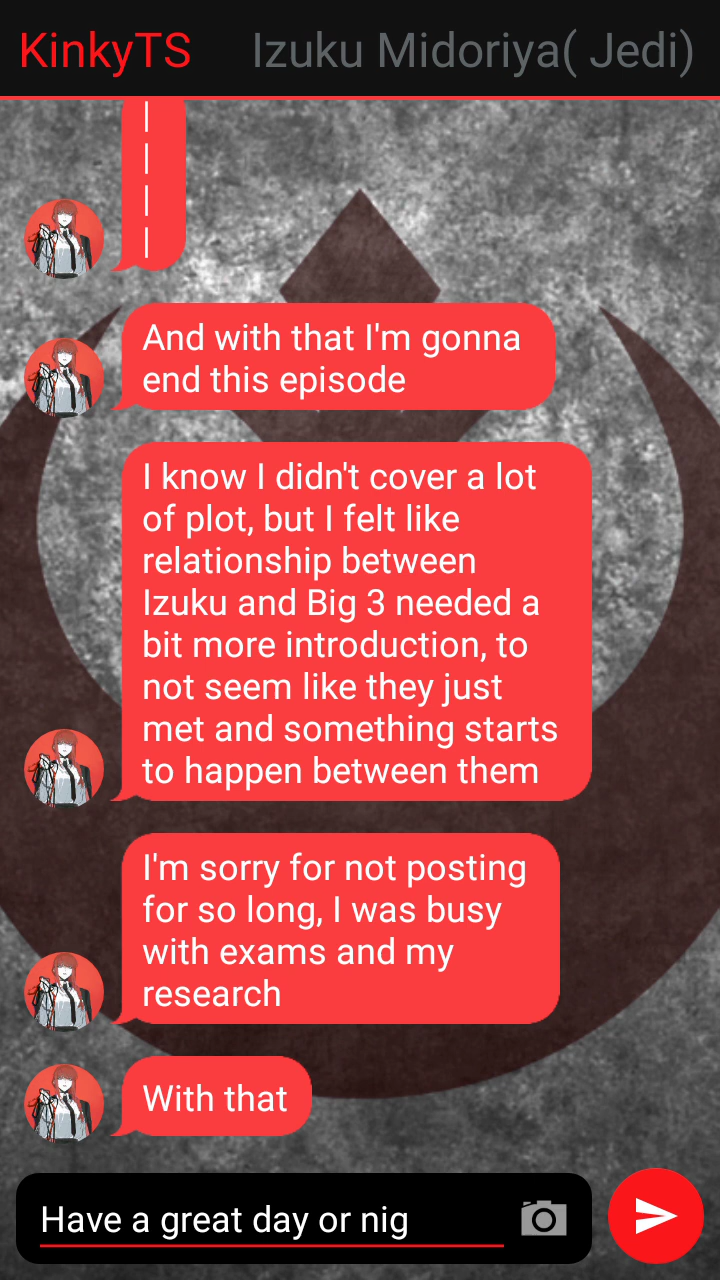 KinkyTS Izuku Midoriya( Jedi)
|
|
|
|
And with that I'm gonna
end this episode
I know I didn't cover a lot
of plot, but I felt like
relationship between
Izuku and Big 3 needed a
bit more introduction, to
not seem like they just
met and something starts
to happen between them
I'm sorry for not posting
for so long, I was busy
with exams and my
research
With that
Have a great day or nig